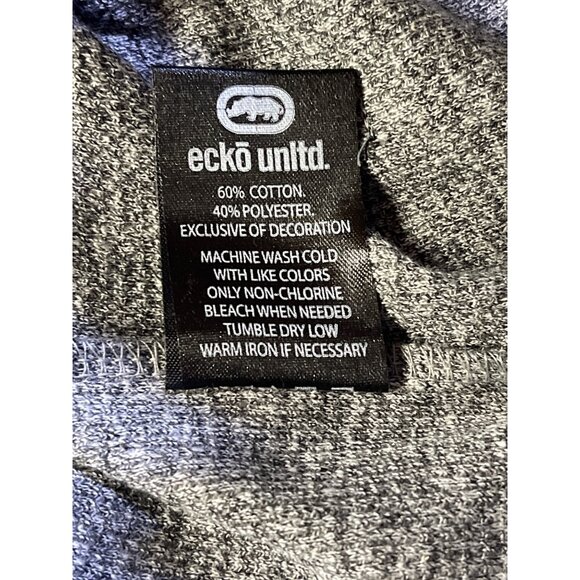 eckō unltd.
60% COTTON.
40% POLYESTER.
EXCLUSIVE OF DECORATION
MACHINE WASH COLD
WITH LIKE COLORS
ONLY NON-CHLORINE
BLEACH WHEN NEEDED
TUMBLE DRY LOW
WARM IRON IF NECESSARY